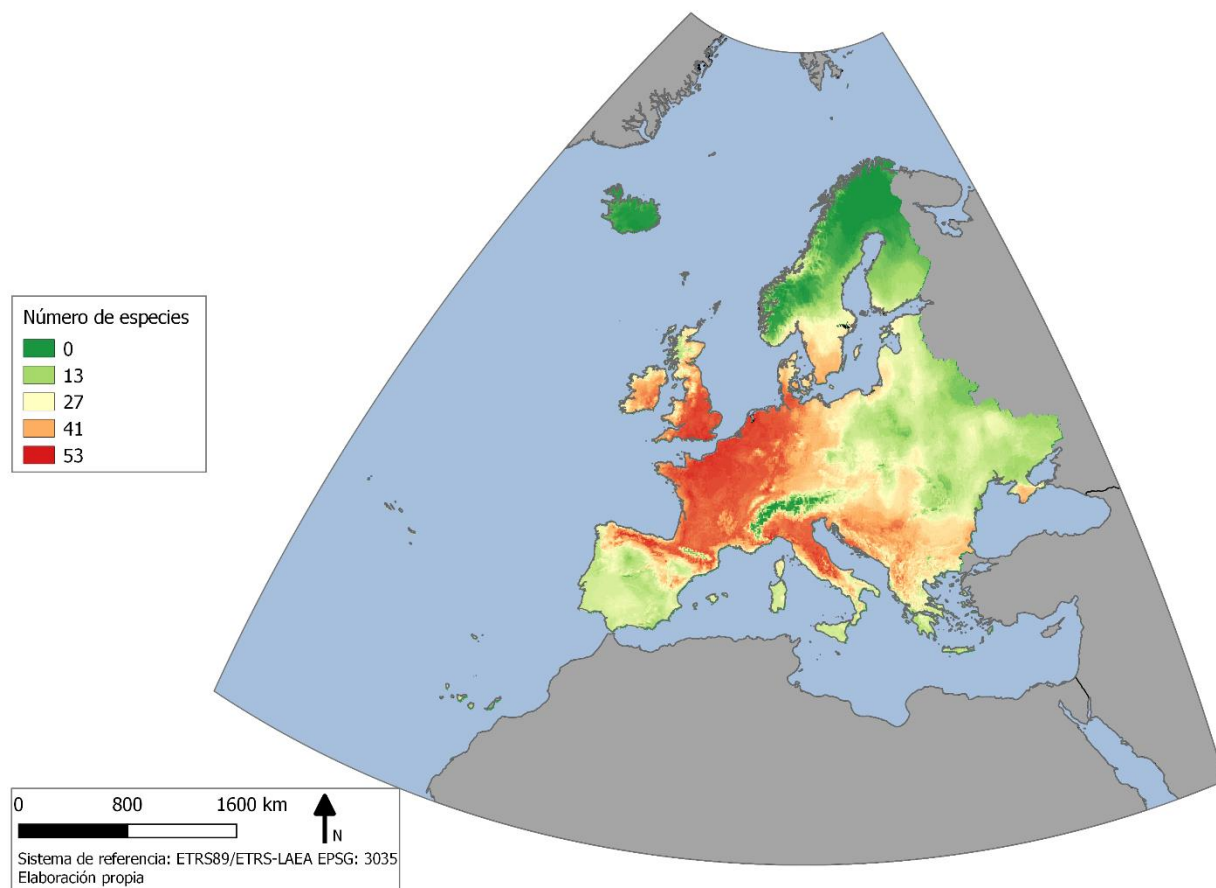 Número de especies
0
13
27
41
53
0 800 1600 km
N
Sistema de referencia: ETRS89/ETRS-LAEA EPSG: 3035
Elaboración propia